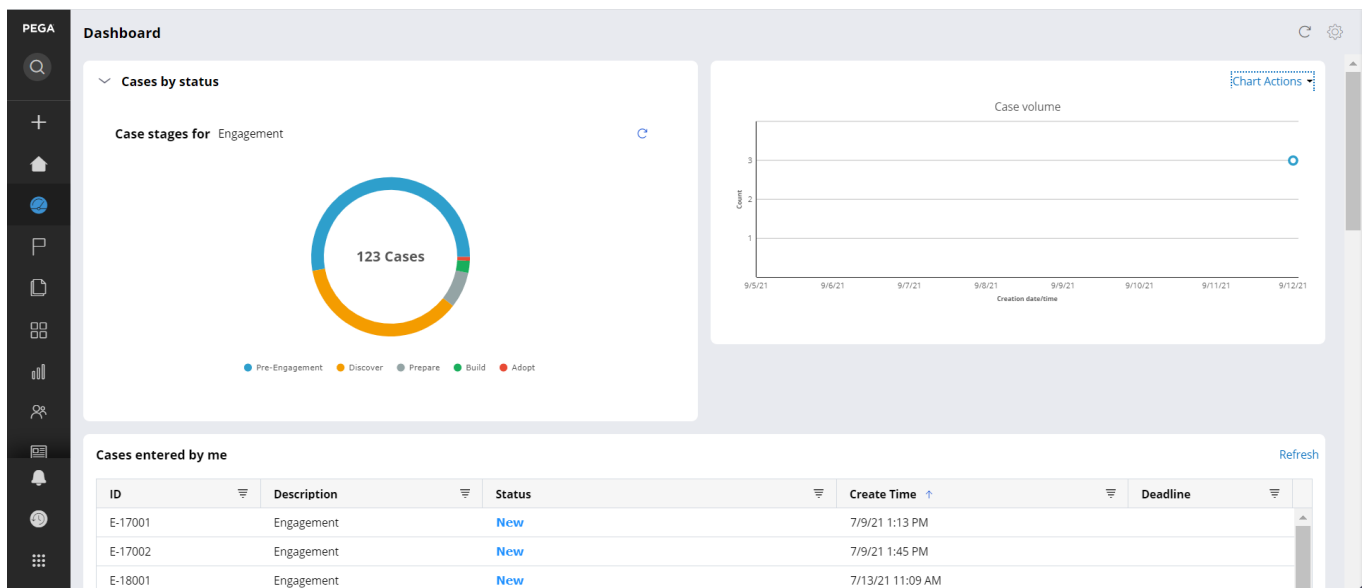 PEGA
Dashboard
Cases by status
Case stages for Engagement
123 Cases
Pre-Engagement Discover Prepare Build Adopt
Chart Actions
Case volume
3
2
1
Count
9/5/21 9/6/21 9/7/21 9/8/21 9/9/21 9/10/21 9/11/21 9/12/21
Creation date/time
Cases entered by me
Refresh
ID Description Status Create Time Deadline
E-17001 Engagement New 7/9/21 1:13 PM
E-17002 Engagement New 7/9/21 1:45 PM
E-18001 Engagement New 7/13/21 11:09 AM